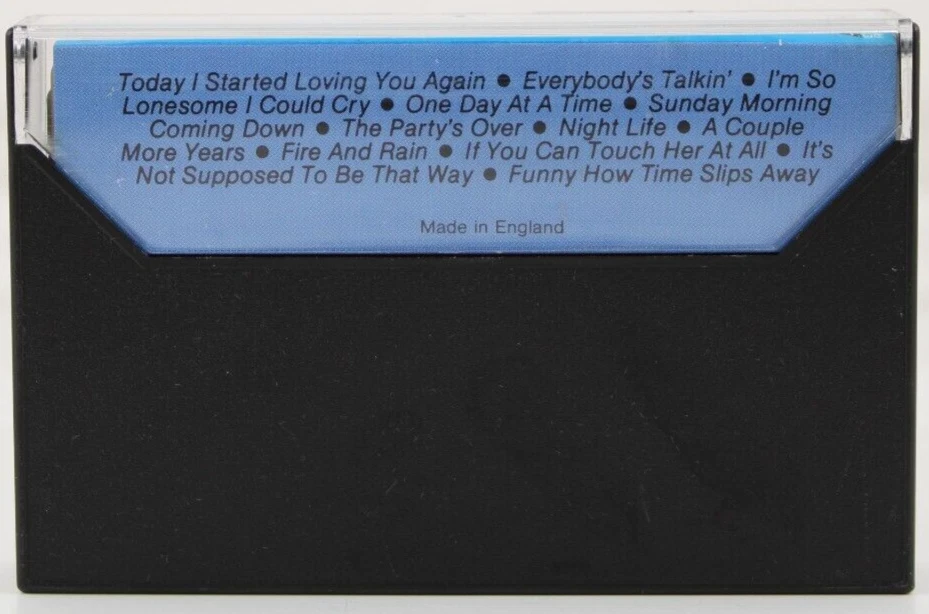 Today I Started Loving You Again ● Everybody's Talkin' ● I'm So
Lonesome I Could Cry ● One Day At A Time ● Sunday Morning
Coming Down ● The Party's Over ● Night Life ● A Couple
More Years ● Fire And Rain ● If You Can Touch Her At All ● It's
Not Supposed To Be That Way ● Funny How Time Slips Away
Made in England